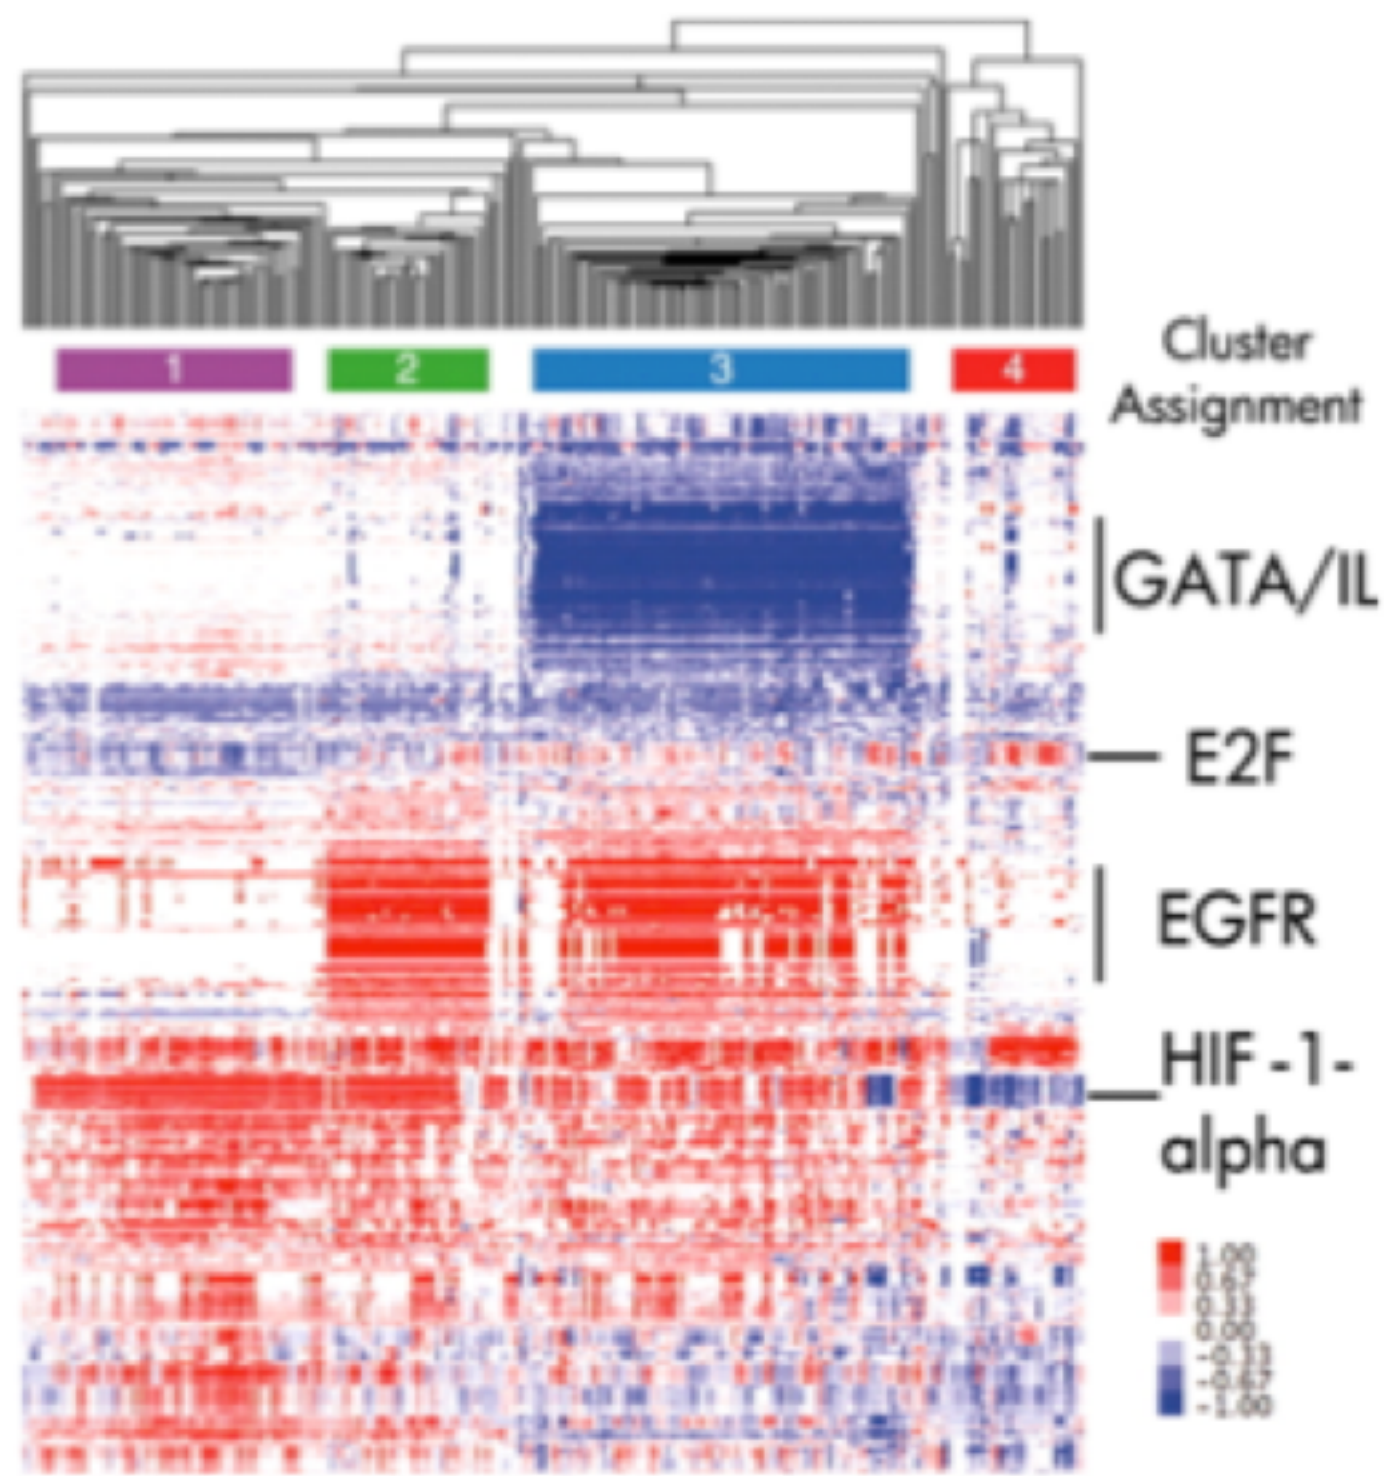 1
2
3
4
Cluster
Assignment
GATA/IL
E2F
EGFR
HIF -1-
alpha
1.00
0.67
0.33
0.00
-0.33
-0.67
-1.00